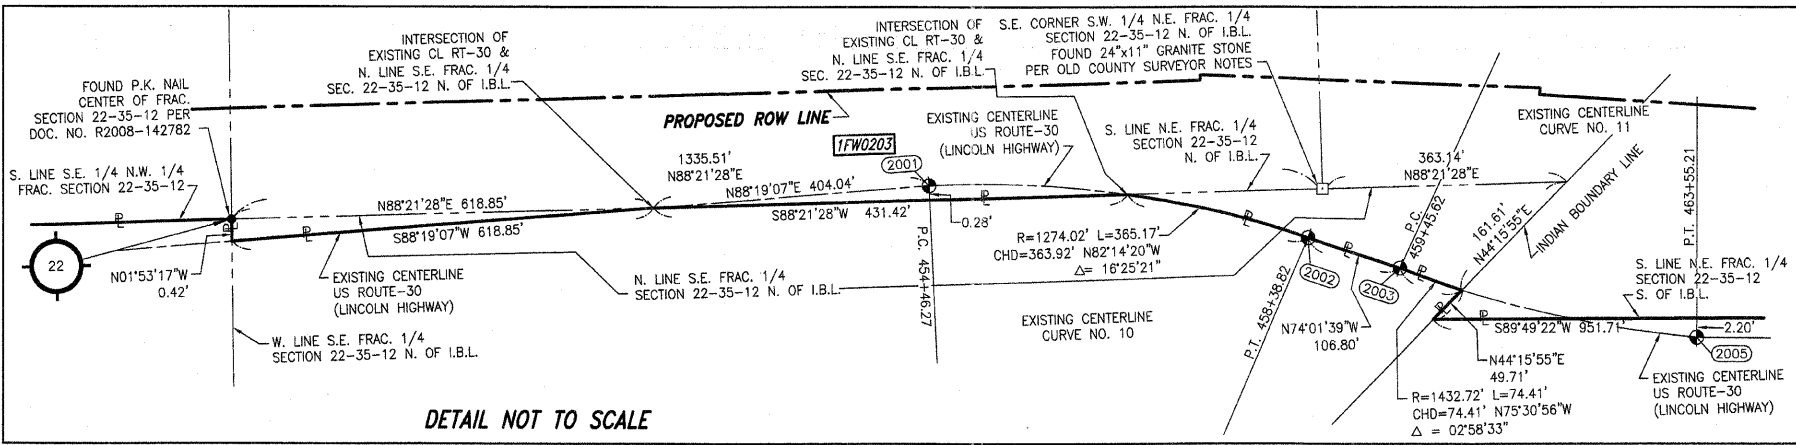 FOUND P.K. NAIL
CENTER OF FRAC.
SECTION 22-35-12 PER
DOC. NO. R2008-142782
S. LINE S.E. 1/4 N.W. 1/4
FRAC. SECTION 22-35-12
22
N01°53'17"W
0.42'
INTERSECTION OF
EXISTING CL RT-30 &
N. LINE S.E. FRAC. 1/4
SEC. 22-35-12 N. OF I.B.L.
N88°21'28"E 618.85'
S88°19'07"W 618.85'
EXISTING CENTERLINE
US ROUTE-30
(LINCOLN HIGHWAY)
W. LINE S.E. FRAC. 1/4
SECTION 22-35-12 N. OF I.B.L.
PROPOSED ROW LINE
1FW0203
1335.51'
N88°21'28"E
N88°19'07"E 404.04'
2001
S88°21'28"W 431.42'
0.28'
P.C. 454+46.27
N. LINE S.E. FRAC. 1/4
SECTION 22-35-12 N. OF I.B.L.
INTERSECTION OF
EXISTING CL RT-30 &
N. LINE S.E. FRAC. 1/4
SEC. 22-35-12 N. OF I.B.L.
EXISTING CENTERLINE
US ROUTE-30
(LINCOLN HIGHWAY)
S.E. CORNER S.W. 1/4 N.E. FRAC. 1/4
SECTION 22-35-12 N. OF I.B.L.
FOUND 24"x11" GRANITE STONE
PER OLD COUNTY SURVEYOR NOTES
S. LINE N.E. FRAC. 1/4
SECTION 22-35-12
N. OF I.B.L.
R=1274.02' L=365.17'
CHD=363.92' N82°14'20"W
Δ= 16°25'21"
EXISTING CENTERLINE
CURVE NO. 10
P.T. 458+38.82
2002
N74°01'39"W
106.80'
2003
P.C.
459+45.62
363.14'
N88°21'28"E
161.61'
N44°15'55"E
INDIAN BOUNDARY LINE
EXISTING CENTERLINE
CURVE NO. 11
P.T. 463+55.21
S. LINE N.E. FRAC. 1/4
SECTION 22-35-12
S. OF I.B.L.
S89°49'22"W 951.71'
2.20'
2005
N44°15'55"E
49.71'
R=1432.72' L=74.41'
CHD=74.41' N75°30'56"W
Δ = 02°58'33"
EXISTING CENTERLINE
US ROUTE-30
(LINCOLN HIGHWAY)
DETAIL NOT TO SCALE